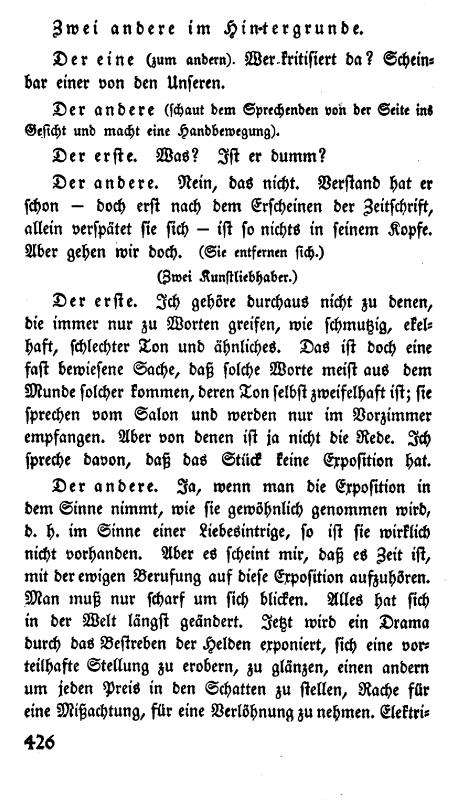 Zwei andere im Hintergrunde.
Der eine (zum andern). Wer kritisiert da? Schein-
bar einer von den Unseren.
Der andere (schaut dem Sprechenden von der Seite ins
Gesicht und macht eine Handbewegung).
Der erste. Was? Ist er dumm?
Der andere. Nein, das nicht. Verstand hat er
schon — doch erst nach dem Erscheinen der Zeitschrift,
allein verspätet sie sich — ist so nichts in seinem Kopfe.
Aber gehen wir doch. (Sie entfernen sich.)
(Zwei Kunstliebhaber.)
Der erste. Ich gehöre durchaus nicht zu denen,
die immer nur zu Worten greifen, wie schmutzig, ekel-
haft, schlechter Ton und ähnliches. Das ist doch eine
fast bewiesene Sache, daß solche Worte meist aus dem
Munde solcher kommen, deren Ton selbst zweifelhaft ist; sie
sprechen vom Salon und werden nur im Vorzimmer
empfangen. Aber von denen ist ja nicht die Rede. Ich
spreche davon, daß das Stück keine Exposition hat.
Der andere. Ja, wenn man die Exposition in
dem Sinne nimmt, wie sie gewöhnlich genommen wird,
d. h. im Sinne einer Liebesintrige, so ist sie wirklich
nicht vorhanden. Aber es scheint mir, daß es Zeit ist,
mit der ewigen Berufung auf diese Exposition aufzuhören.
Man muß nur scharf um sich blicken. Alles hat sich
in der Welt längst geändert. Jetzt wird ein Drama
durch das Bestreben der Helden exponiert, sich eine vor-
teilhafte Stellung zu erobern, zu glänzen, einen andern
um jeden Preis in den Schatten zu stellen, Rache für
eine Mißachtung, für eine Verlöhnung zu nehmen. Elektri-
426